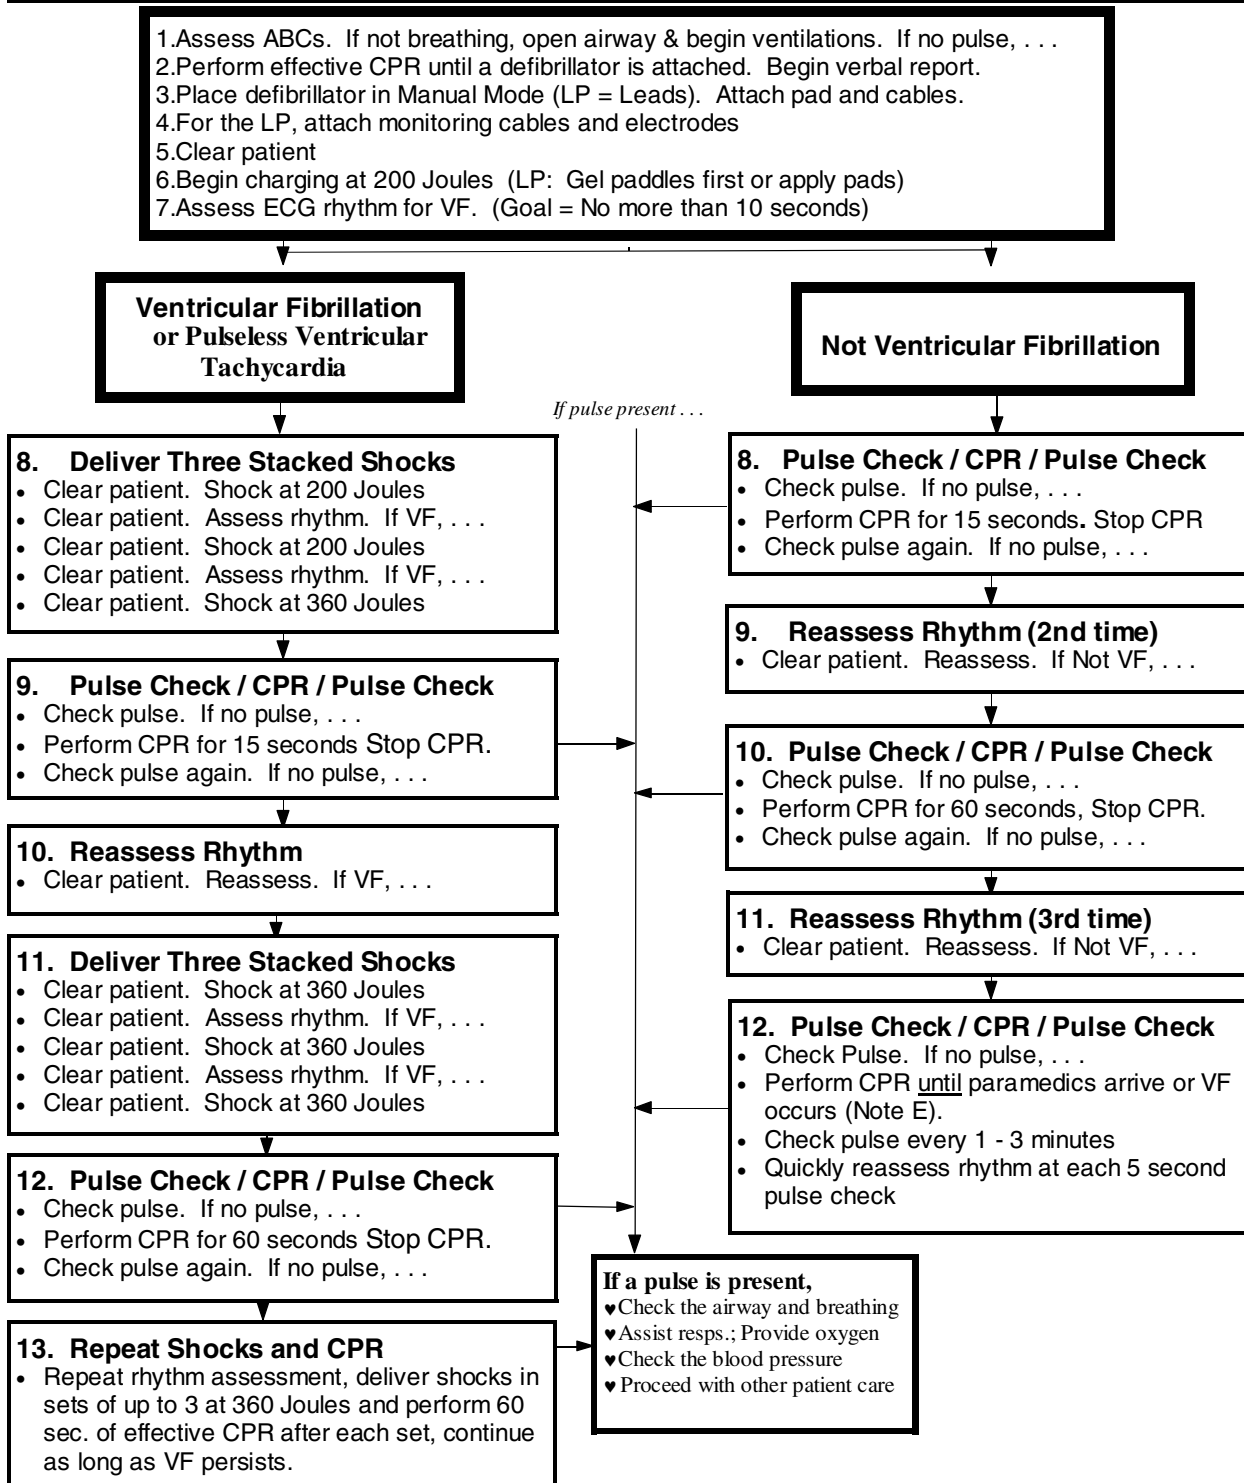 1.Assess ABCs. If not breathing, open airway & begin ventilations. If no pulse, . . .
2.Perform effective CPR until a defibrillator is attached. Begin verbal report.
3.Place defibrillator in Manual Mode (LP = Leads). Attach pad and cables.
4.For the LP, attach monitoring cables and electrodes
5.Clear patient
6.Begin charging at 200 Joules (LP: Gel paddles first or apply pads)
7.Assess ECG rhythm for VF. (Goal = No more than 10 seconds)
Ventricular Fibrillation
or Pulseless Ventricular
Tachycardia
8. Deliver Three Stacked Shocks
• Clear patient. Shock at 200 Joules
• Clear patient. Assess rhythm. If VF, . . .
• Clear patient. Shock at 200 Joules
• Clear patient. Assess rhythm. If VF, . . .
• Clear patient. Shock at 360 Joules
9. Pulse Check / CPR / Pulse Check
• Check pulse. If no pulse, . . .
• Perform CPR for 15 seconds Stop CPR.
• Check pulse again. If no pulse, . . .
10. Reassess Rhythm
• Clear patient. Reassess. If VF, . . .
11. Deliver Three Stacked Shocks
• Clear patient. Shock at 360 Joules
• Clear patient. Assess rhythm. If VF, . . .
• Clear patient. Shock at 360 Joules
• Clear patient. Assess rhythm. If VF, . . .
• Clear patient. Shock at 360 Joules
12. Pulse Check / CPR / Pulse Check
• Check pulse. If no pulse, . . .
• Perform CPR for 60 seconds Stop CPR.
• Check pulse again. If no pulse, . . .
13. Repeat Shocks and CPR
• Repeat rhythm assessment, deliver shocks in
sets of up to 3 at 360 Joules and perform 60
sec. of effective CPR after each set, continue
as long as VF persists.
If pulse present . . .
Not Ventricular Fibrillation
8. Pulse Check / CPR / Pulse Check
• Check pulse. If no pulse, . . .
• Perform CPR for 15 seconds. Stop CPR
• Check pulse again. If no pulse, . . .
9. Reassess Rhythm (2nd time)
• Clear patient. Reassess. If Not VF, . . .
10. Pulse Check / CPR / Pulse Check
• Check pulse. If no pulse, . . .
• Perform CPR for 60 seconds, Stop CPR.
• Check pulse again. If no pulse, . . .
11. Reassess Rhythm (3rd time)
• Clear patient. Reassess. If Not VF, . . .
12. Pulse Check / CPR / Pulse Check
• Check Pulse. If no pulse, . . .
• Perform CPR until paramedics arrive or VF
occurs (Note E).
• Check pulse every 1 - 3 minutes
• Quickly reassess rhythm at each 5 second
pulse check
If a pulse is present,
♥Check the airway and breathing
♥Assist resps.; Provide oxygen
♥Check the blood pressure
♥Proceed with other patient care